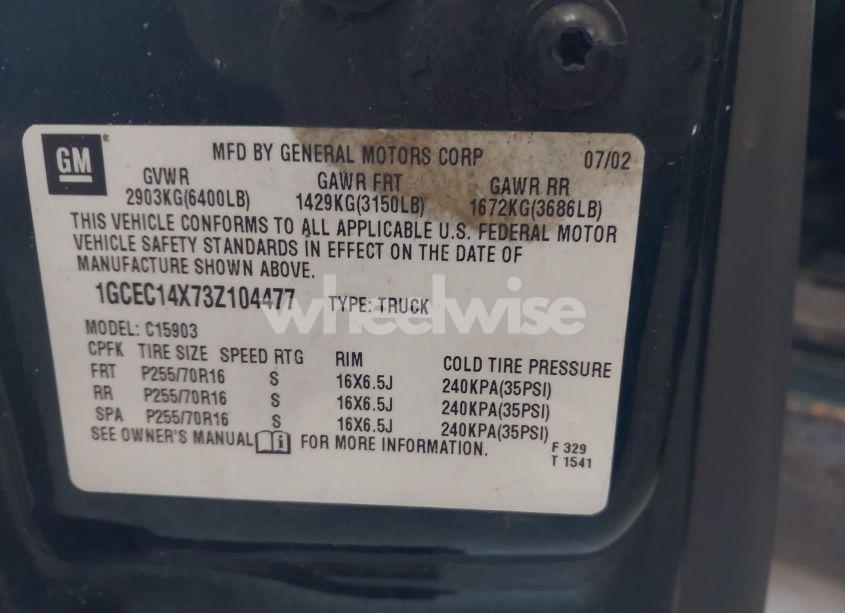 GM
MFD BY GENERAL MOTORS CORP 07/02
GVWR GAWR FRT GAWR RR
2903KG(6400LB) 1429KG(3150LB) 1672KG(3686LB)
THIS VEHICLE CONFORMS TO ALL APPLICABLE U.S. FEDERAL MOTOR
VEHICLE SAFETY STANDARDS IN EFFECT ON THE DATE OF
MANUFACTURE SHOWN ABOVE.
1GCEC14X73Z104477 TYPE: TRUCK
wheelwise
MODEL: C15903
CPFK TIRE SIZE SPEED RTG RIM COLD TIRE PRESSURE
FRT P255/70R16 S 16X6.5J 240KPA(35PSI)
RR P255/70R16 S 16X6.5J 240KPA(35PSI)
SPA P255/70R16 S 16X6.5J 240KPA(35PSI)
SEE OWNER'S MANUAL i FOR MORE INFORMATION.
F 329
T 1541